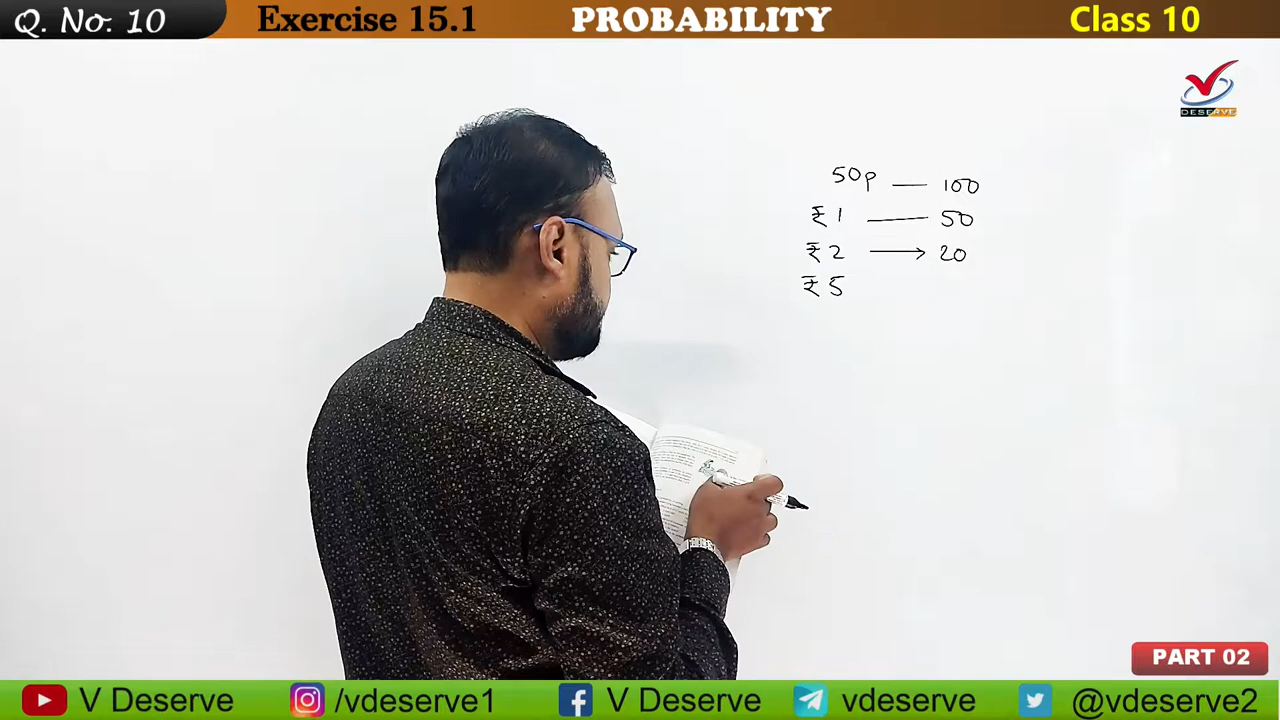 Q. No. 10 Exercise 15.1 PROBABILITY Class 10
DESERVE
50p — 100
₹ 1 — 50
₹ 2 → 20
₹ 5
PART 02
V Deserve /vdeserve1 V Deserve vdeserve @vdeserve2